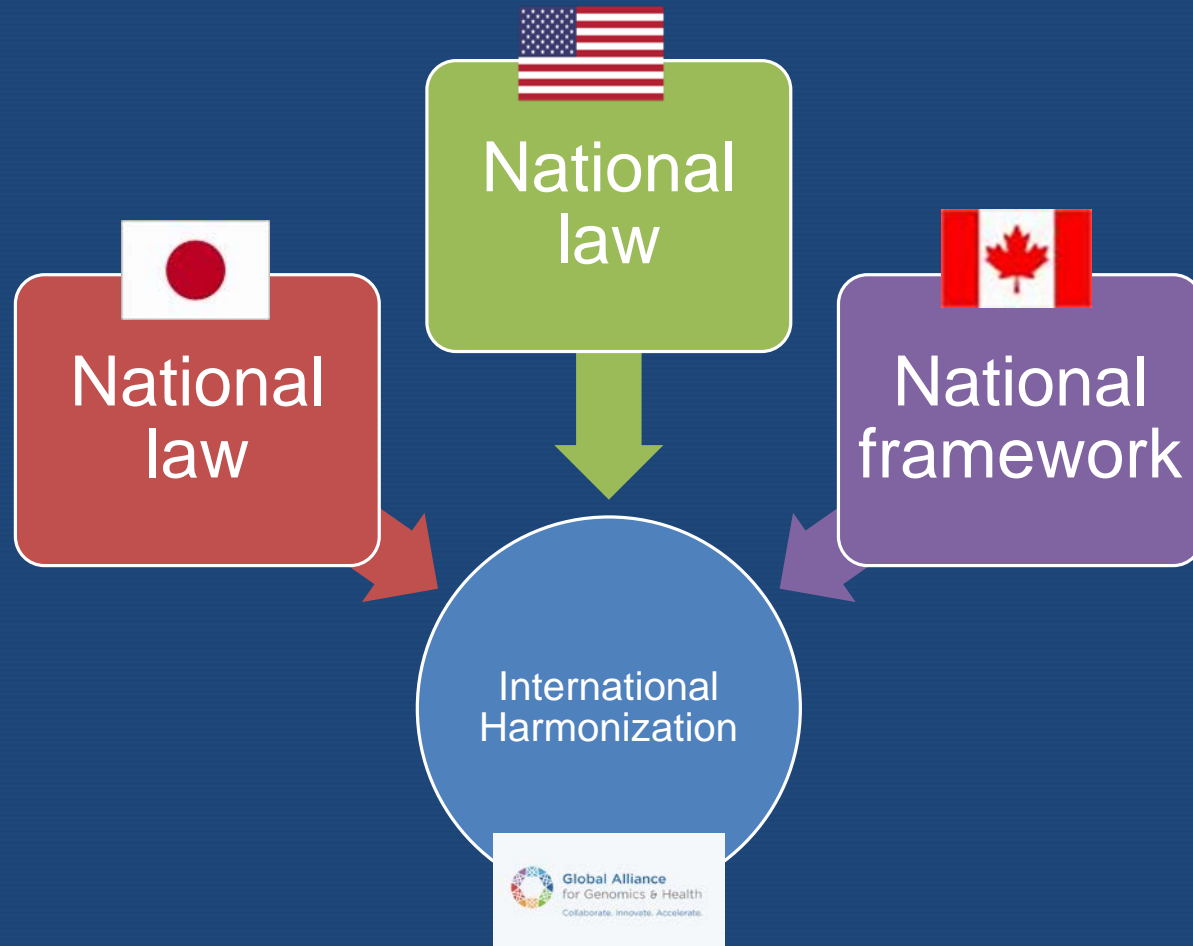 National
law
National
law
National
framework
International
Harmonization
Global Alliance
for Genomics & Health
Collaborate. Innovate. Accelerate.